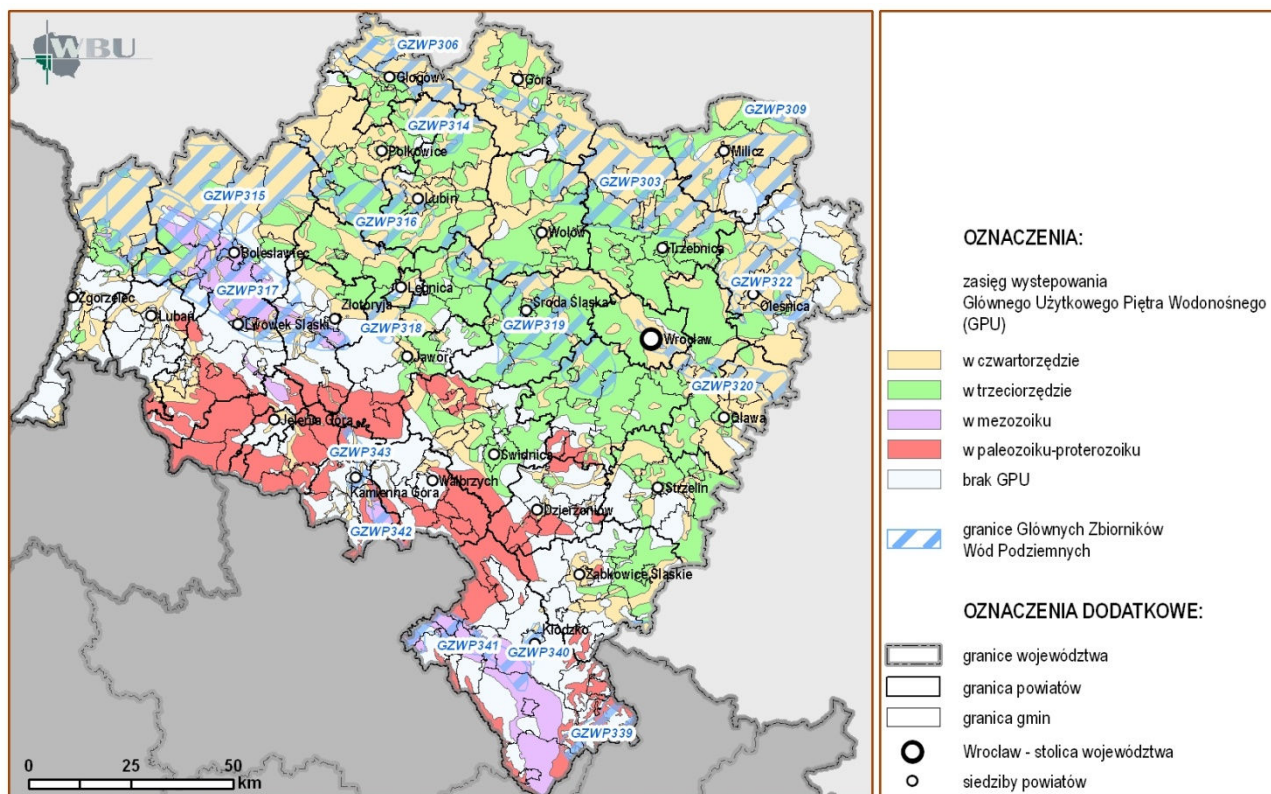 WBU
GZWP306
Głogów
Góra
GZWP309
GZWP314
Polkowice
Milicz
GZWP303
GZWP315
Lubin
GZWP316
Wołów
Trzebnica
Bolesławiec
GZWP322
GZWP317
Legnica
Oleśnica
Zgorzelec
Złotoryja
Środa Śląska
Lubań
Lwówek Śląski
GZWP318
GZWP319
Wrocław
Jawor
GZWP320
Jelenia Góra
Oława
GZWP343
Świdnica
Kamienna Góra
Wałbrzych
Strzelin
Dzierżoniów
GZWP342
Ząbkowice Śląskie
Kłodzko
GZWP341
GZWP340
GZWP339
0 25 50
km
OZNACZENIA:
zasięg wystepowania
Głównego Użytkowego Piętra Wodonośnego
(GPU)
w czwartorzędzie
w trzeciorzędzie
w mezozoiku
w paleozoiku-proterozoiku
brak GPU
granice Głównych Zbiorników
Wód Podziemnych
OZNACZENIA DODATKOWE:
granice województwa
granica powiatów
granica gmin
Wrocław - stolica województwa
siedziby powiatów